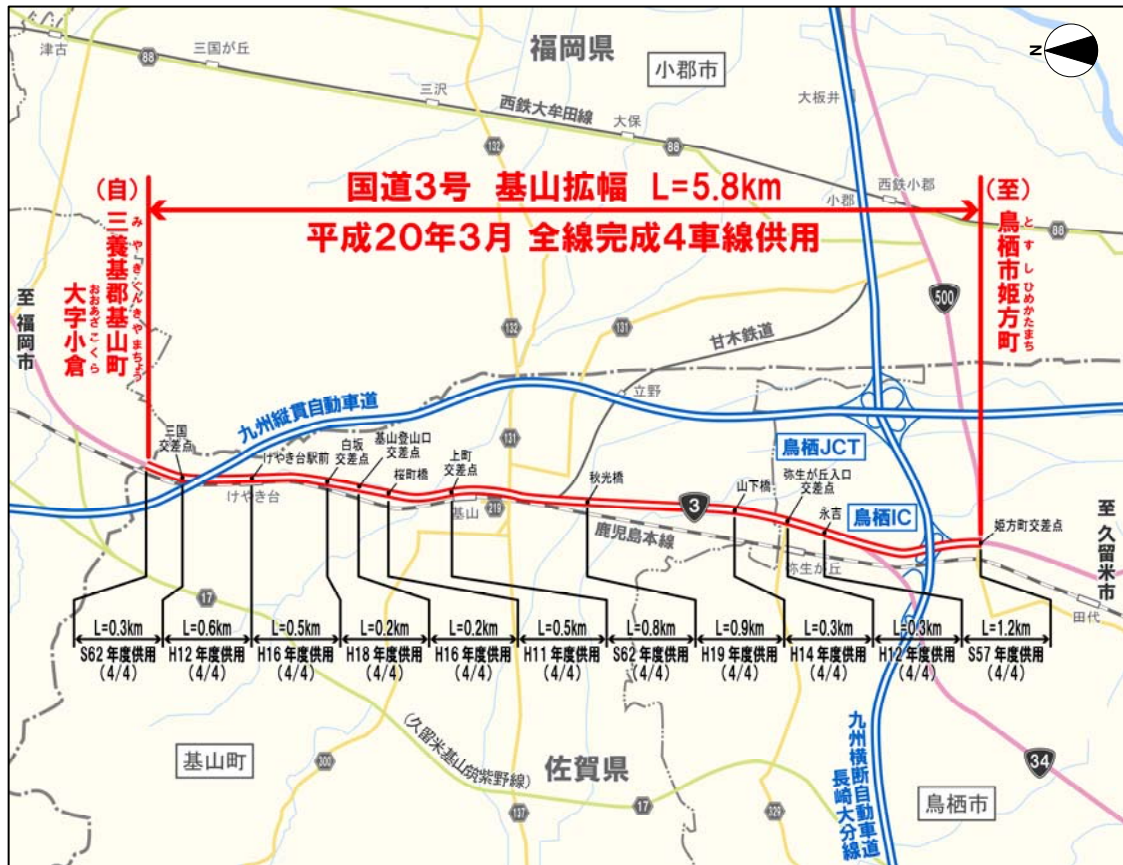 津古
88
三国が丘
福岡県
小郡市
N
三沢
西鉄大牟田線
大保
大板井
132
88
西鉄小郡
小郡
88
(自)
国道3号 基山拡幅 L=5.8km
(至)
平成20年3月 全線完成4車線供用
三養基郡基山町
みやきぐんきやまちょう
大字小倉
おおあざこくら
鳥栖市姫方町
とすしひめかたまち
至 福岡市
500
132
131
甘木鉄道
立野
九州縦貫自動車道
三国
交差点
けやき台駅前
白坂
交差点
基山登山口
交差点
桜町橋
131
上町
交差点
秋光橋
鳥栖JCT
山下橋
弥生が丘入口
交差点
永吉
鳥栖IC
姫方町交差点
けやき台
基山
219
3
鹿児島本線
弥生が丘
至 久留米市
田代
17
L=0.3km
L=0.6km
L=0.5km
L=0.2km
L=0.2km
L=0.5km
L=0.8km
L=0.9km
L=0.3km
L=0.3km
L=1.2km
S62年度供用
H12年度供用
H16年度供用
H18年度供用
H16年度供用
H11年度供用
S62年度供用
H19年度供用
H14年度供用
H12年度供用
S57年度供用
(4/4)
(4/4)
(4/4)
(4/4)
(4/4)
(4/4)
(4/4)
(4/4)
(4/4)
(4/4)
(4/4)
基山町
300
(久留米基山筑紫野線)
佐賀県
137
17
329
九州横断自動車道
長崎大分線
鳥栖市
34